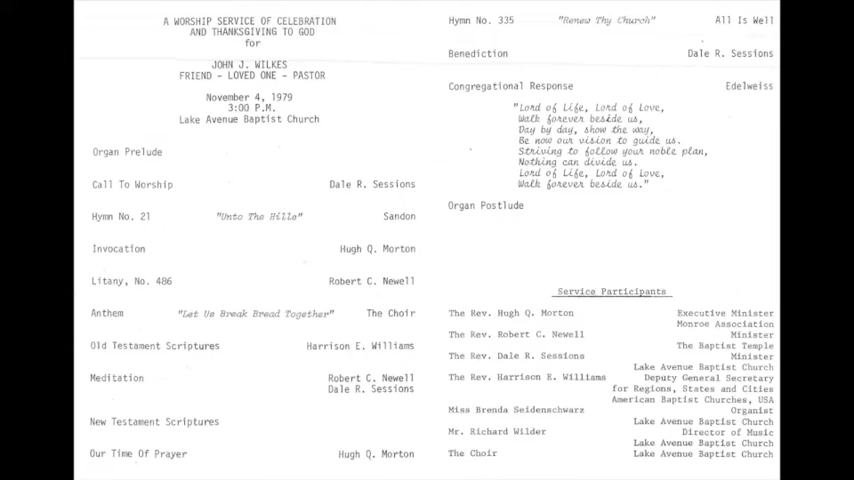 A WORSHIP SERVICE OF CELEBRATION
AND THANKSGIVING TO GOD
for
JOHN J. WILKES
FRIEND - LOVED ONE - PASTOR
November 4, 1979
3:00 P.M.
Lake Avenue Baptist Church
Organ Prelude
Call To Worship Dale R. Sessions
Hymn No. 21 "Unto The Hills" Sandon
Invocation Hugh Q. Morton
Litany, No. 486 Robert C. Newell
Anthem "Let Us Break Bread Together" The Choir
Old Testament Scriptures Harrison E. Williams
Meditation Robert C. Newell
Dale R. Sessions
New Testament Scriptures
Our Time Of Prayer Hugh Q. Morton
Hymn No. 335 "Renew Thy Church" All Is Well
Benediction Dale R. Sessions
Congregational Response Edelweiss
"Lord of Life, Lord of Love,
Walk forever beside us,
Day by day, show the way,
Be now our vision to guide us.
Striving to follow your noble plan,
Nothing can divide us.
Lord of Life, Lord of Love,
Walk forever beside us."
Organ Postlude
Service Participants
The Rev. Hugh Q. Morton Executive Minister
Monroe Association
The Rev. Robert C. Newell Minister
The Baptist Temple
The Rev. Dale R. Sessions Minister
Lake Avenue Baptist Church
The Rev. Harrison E. Williams Deputy General Secretary
for Regions, States and Cities
American Baptist Churches, USA
Miss Brenda Seidenschwarz Organist
Lake Avenue Baptist Church
Mr. Richard Wilder Director of Music
Lake Avenue Baptist Church
The Choir Lake Avenue Baptist Church